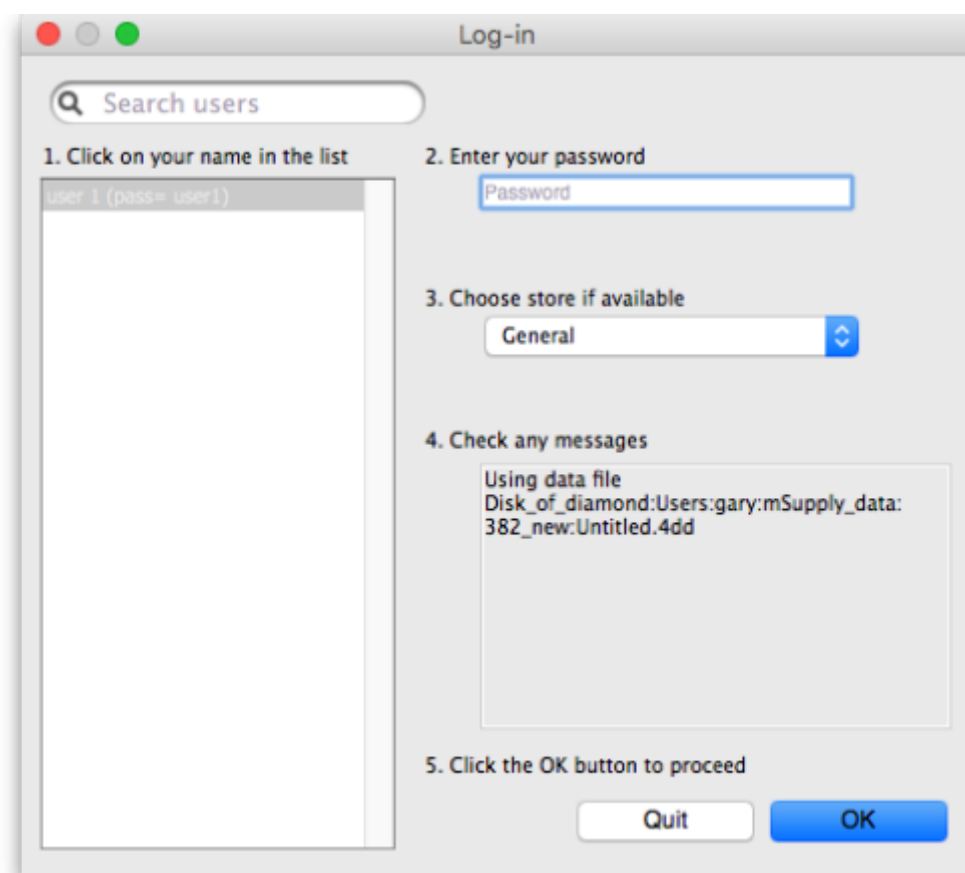 Log-in
Search users
1. Click on your name in the list
user 1 (pass= user1)
2. Enter your password
Password
3. Choose store if available
General
4. Check any messages
Using data file
Disk_of_diamond:Users:gary:mSupply_data:
382_new:Untitled.4dd
5. Click the OK button to proceed
Quit
OK